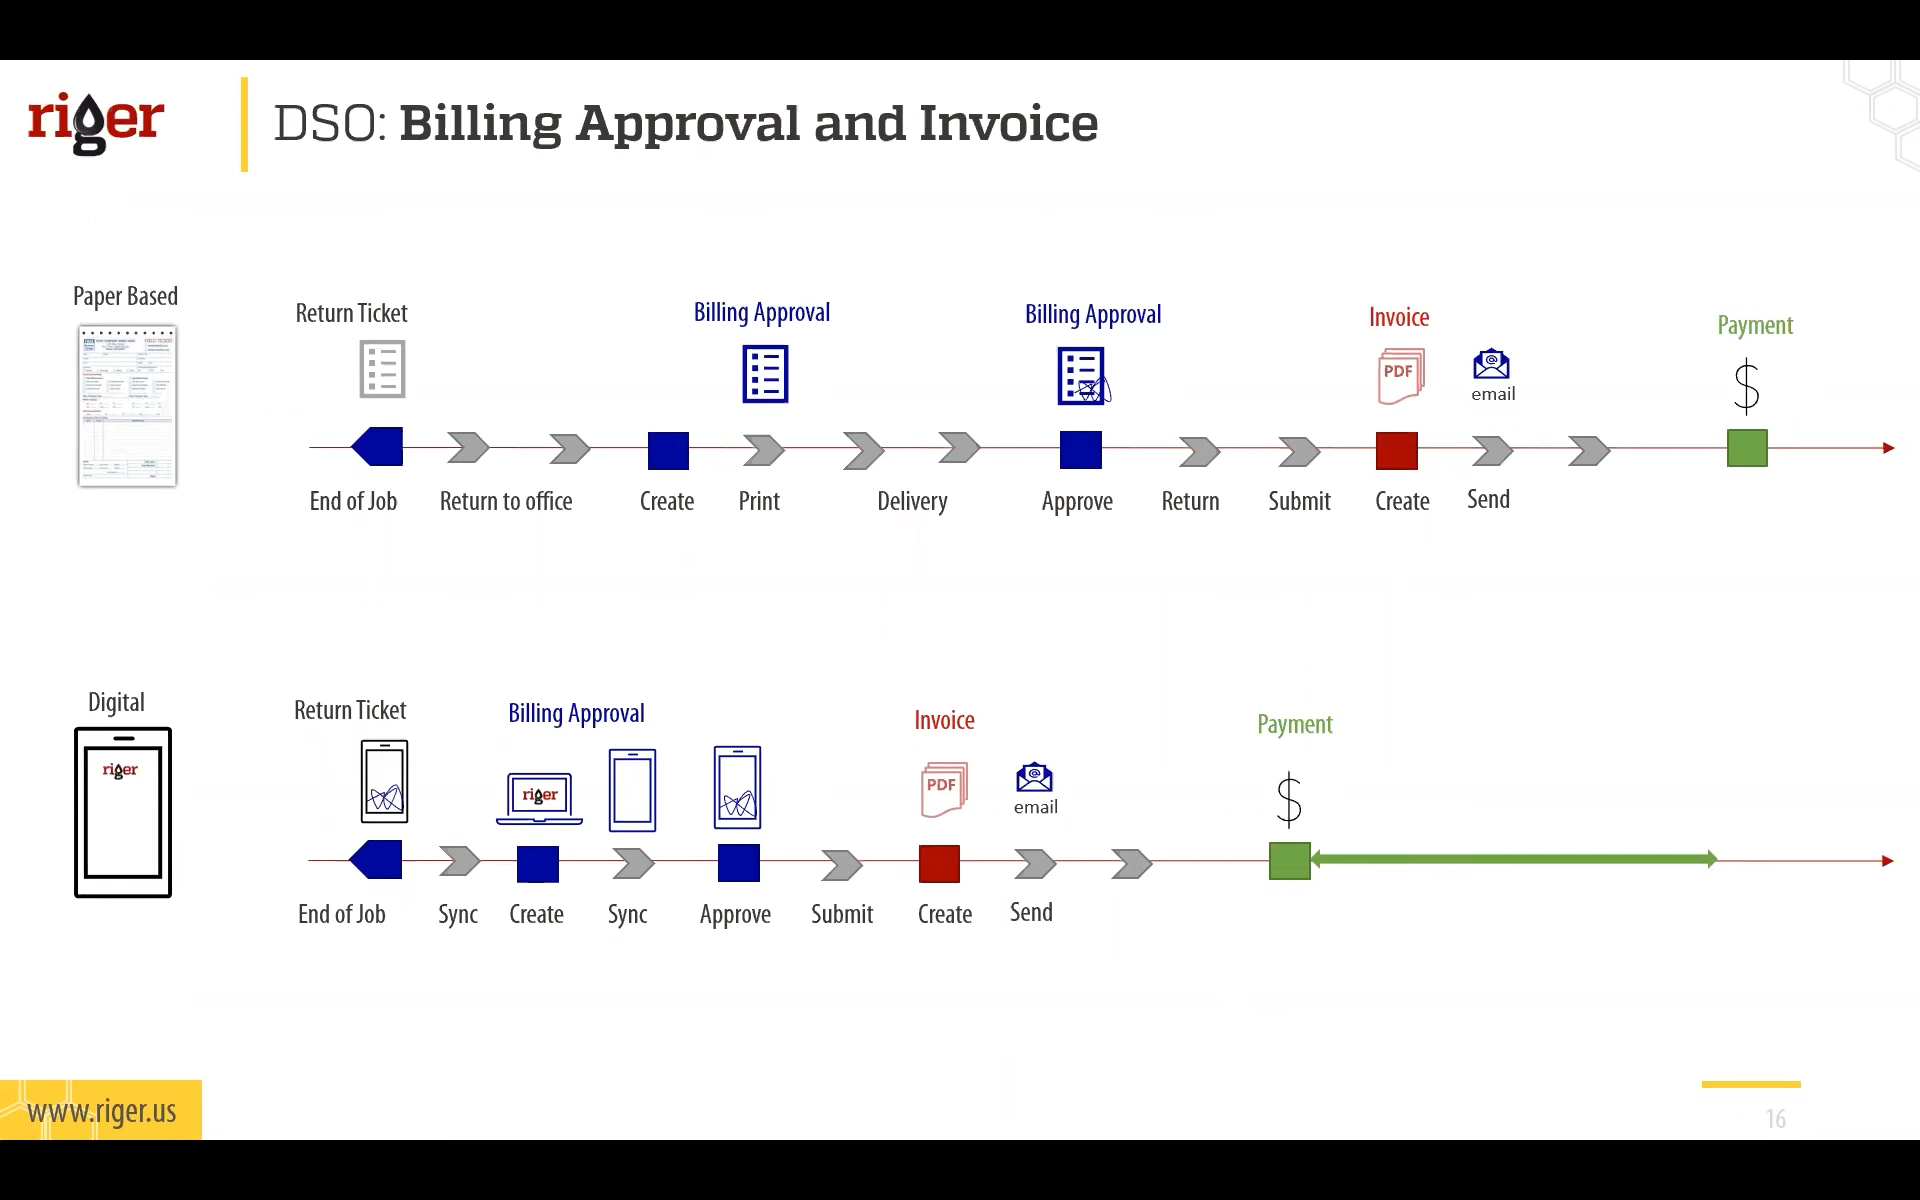 riger
DSO: Billing Approval and Invoice
Paper Based
Return Ticket
Billing Approval
Billing Approval
Invoice
Payment
PDF
email
$
End of Job
Return to office
Create
Print
Delivery
Approve
Return
Submit
Create
Send
Digital
riger
Return Ticket
Billing Approval
Invoice
Payment
riger
PDF
email
$
End of Job
Sync
Create
Sync
Approve
Submit
Create
Send
www.riger.us
16